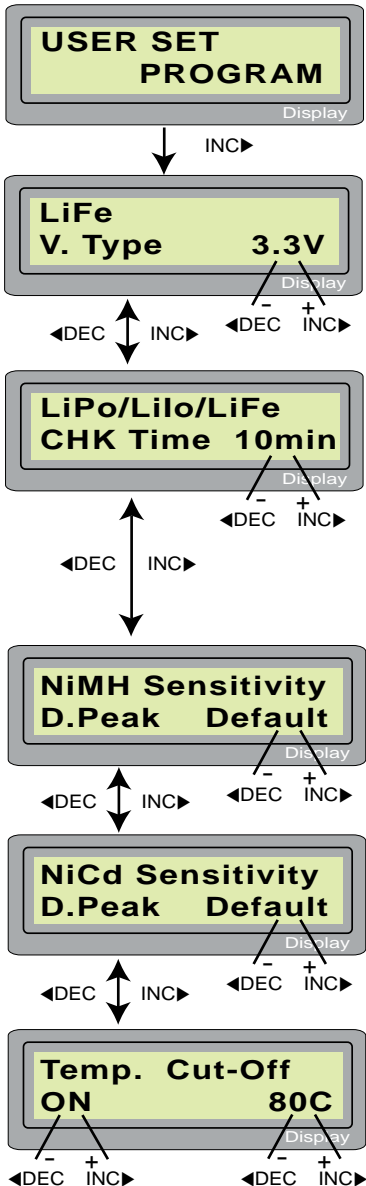 USER SET
PROGRAM
Display
INC▶
LiFe
V. Type 3.3V
Display
- +
◀DEC INC▶
◀DEC INC▶
LiPo/LiIo/LiFe
CHK Time 10min
Display
- +
◀DEC INC▶
◀DEC INC▶
NiMH Sensitivity
D.Peak Default
Display
- +
◀DEC INC▶
◀DEC INC▶
NiCd Sensitivity
D.Peak Default
Display
- +
◀DEC INC▶
◀DEC INC▶
Temp. Cut-Off
ON 80C
Display
- + - +
◀DEC INC▶ ◀DEC INC▶